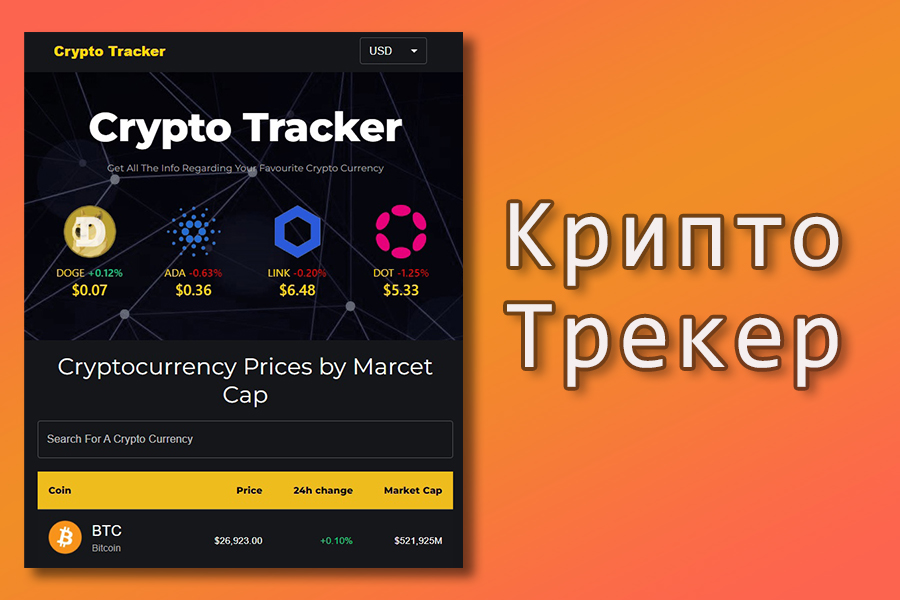 Crypto Tracker
USD
Crypto Tracker
Get All The Info Regarding Your Favourite Crypto Currency
DOGE +0.12% ADA -0.63% LINK -0.20% DOT -1.25%
$0.07 $0.36 $6.48 $5.33
Cryptocurrency Prices by Marcet
Cap
Search For A Crypto Currency
Coin Price 24h change Market Cap
BTC
Bitcoin
$26,923.00 +0.10% $521,925M
Крипто
Трекер